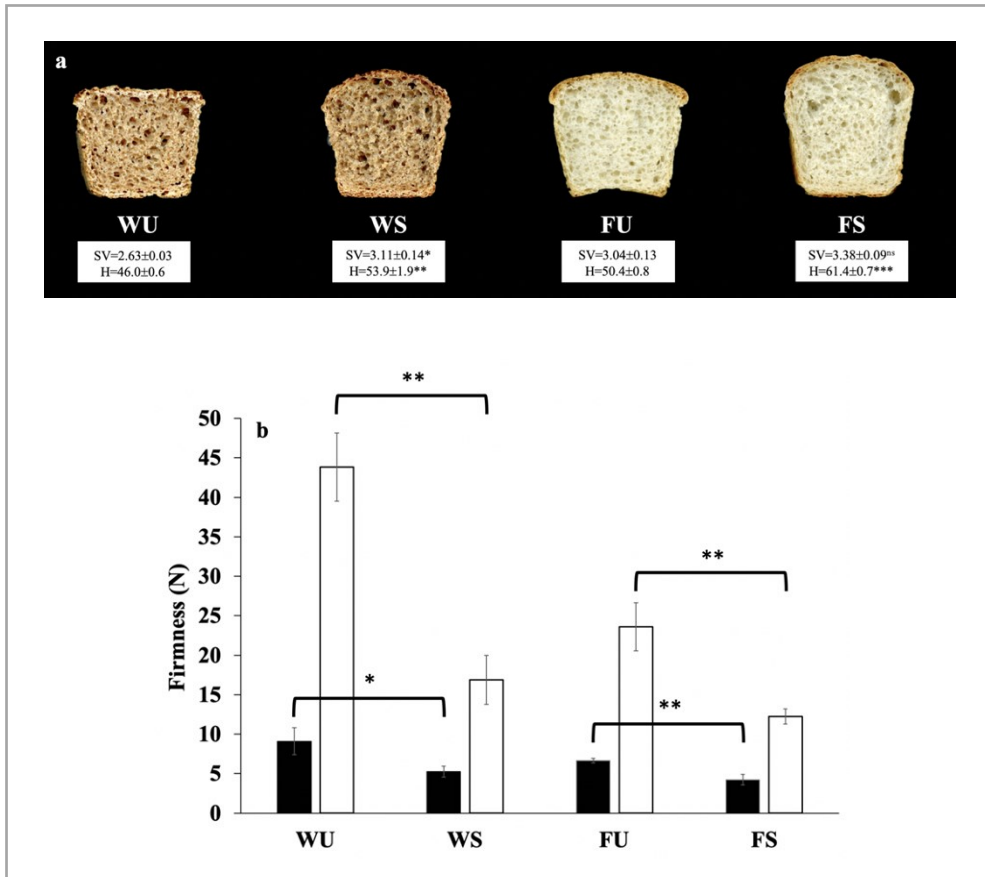 a
WU
WS
FU
FS
SV=2.63±0.03
H=46.0±0.6
SV=3.11±0.14*
H=53.9±1.9**
SV=3.04±0.13
H=50.4±0.8
SV=3.38±0.09ⁿˢ
H=61.4±0.7***
b
**
**
*
**
Firmness (N)
50
45
40
35
30
25
20
15
10
5
0
WU
WS
FU
FS